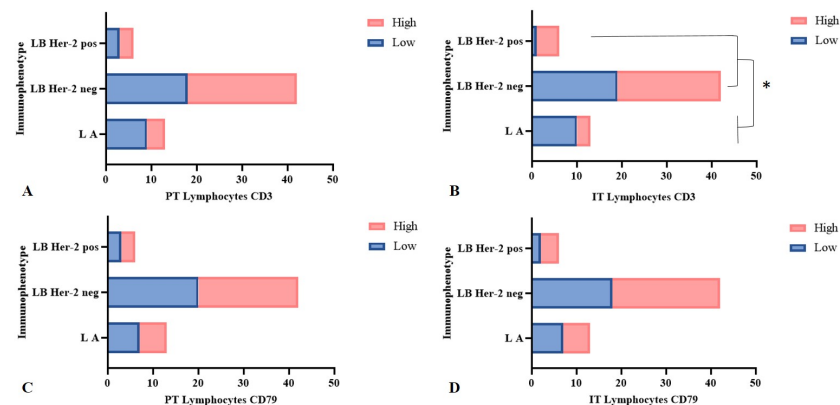 High
Low
Immunophenotype
LB Her-2 pos
LB Her-2 neg
L A
0 10 20 30 40 50
PT Lymphocytes CD3
A
High
Low
Immunophenotype
LB Her-2 pos
LB Her-2 neg
L A
*
0 10 20 30 40 50
IT Lymphocytes CD3
B
High
Low
Immunophenotype
LB Her-2 pos
LB Her-2 neg
L A
0 10 20 30 40 50
PT Lymphocytes CD79
C
High
Low
Immunophenotype
LB Her-2 pos
LB Her-2 neg
L A
0 10 20 30 40 50
IT Lymphocytes CD79
D